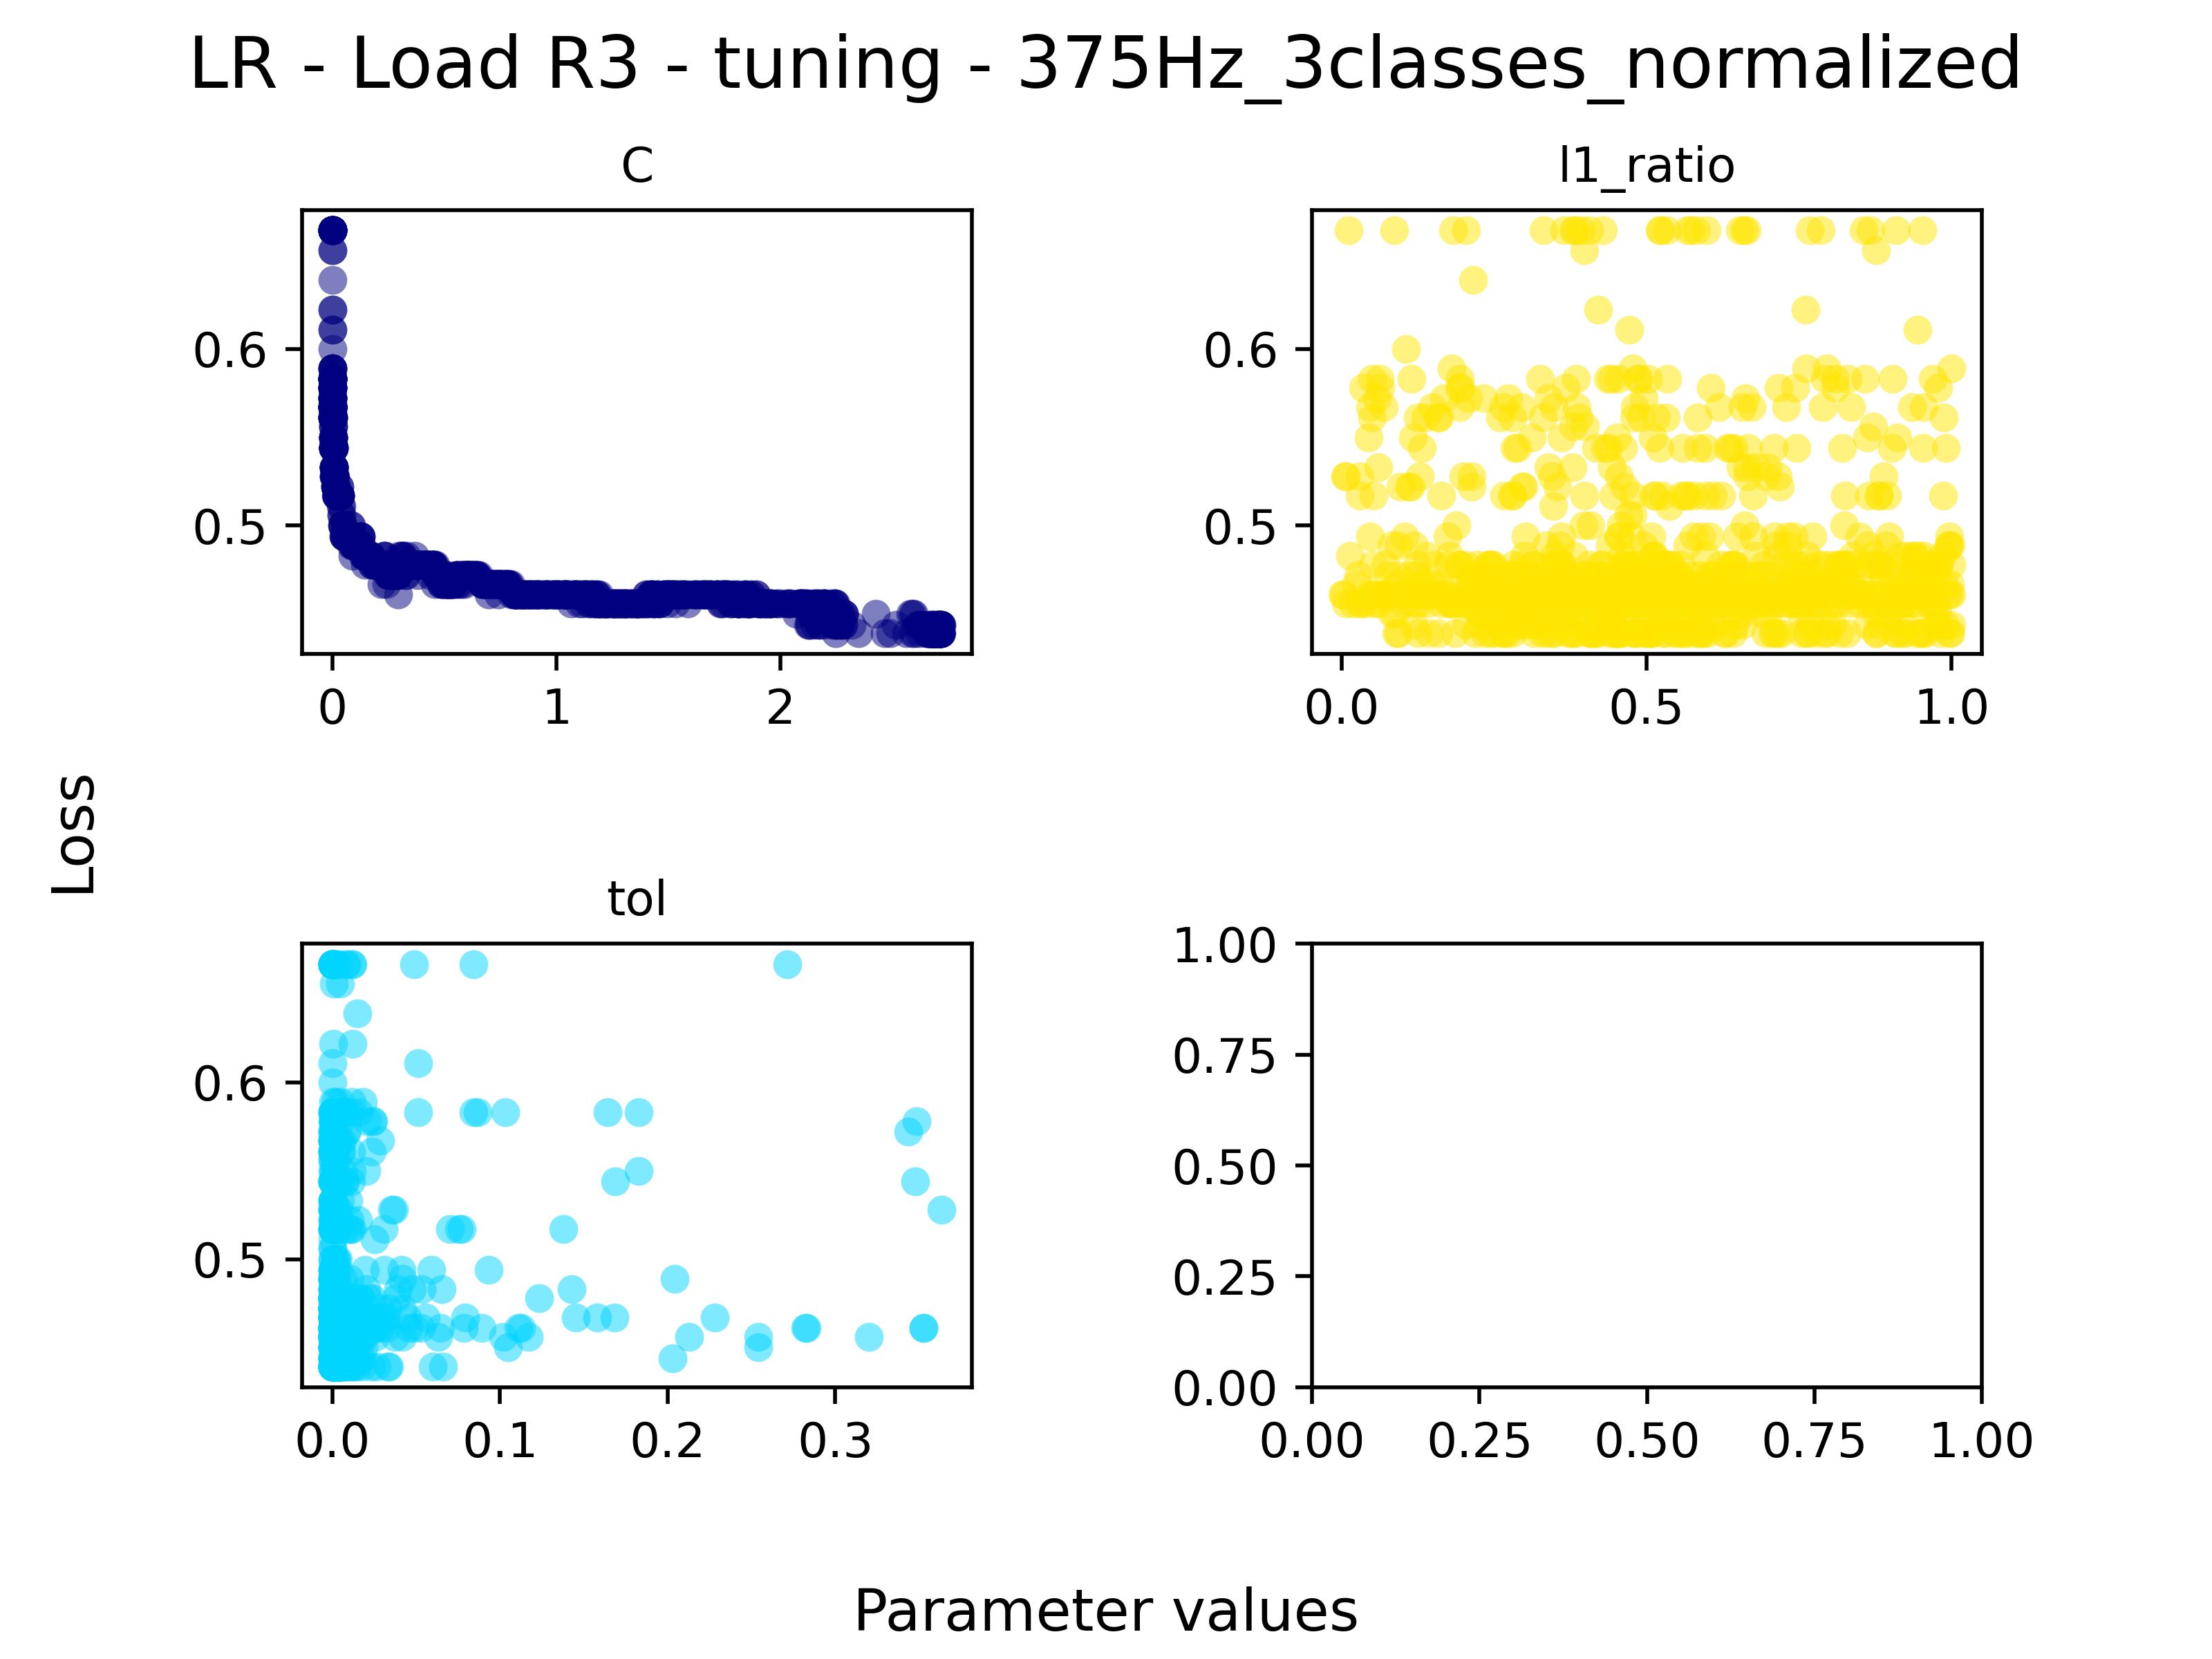 LR - Load R3 - tuning - 375Hz_3classes_normalized
C
0.6
0.5
0 1 2
l1_ratio
0.6
0.5
0.0 0.5 1.0
Loss
tol
0.6
0.5
0.0 0.1 0.2 0.3
1.00
0.75
0.50
0.25
0.00
0.00 0.25 0.50 0.75 1.00
Parameter values